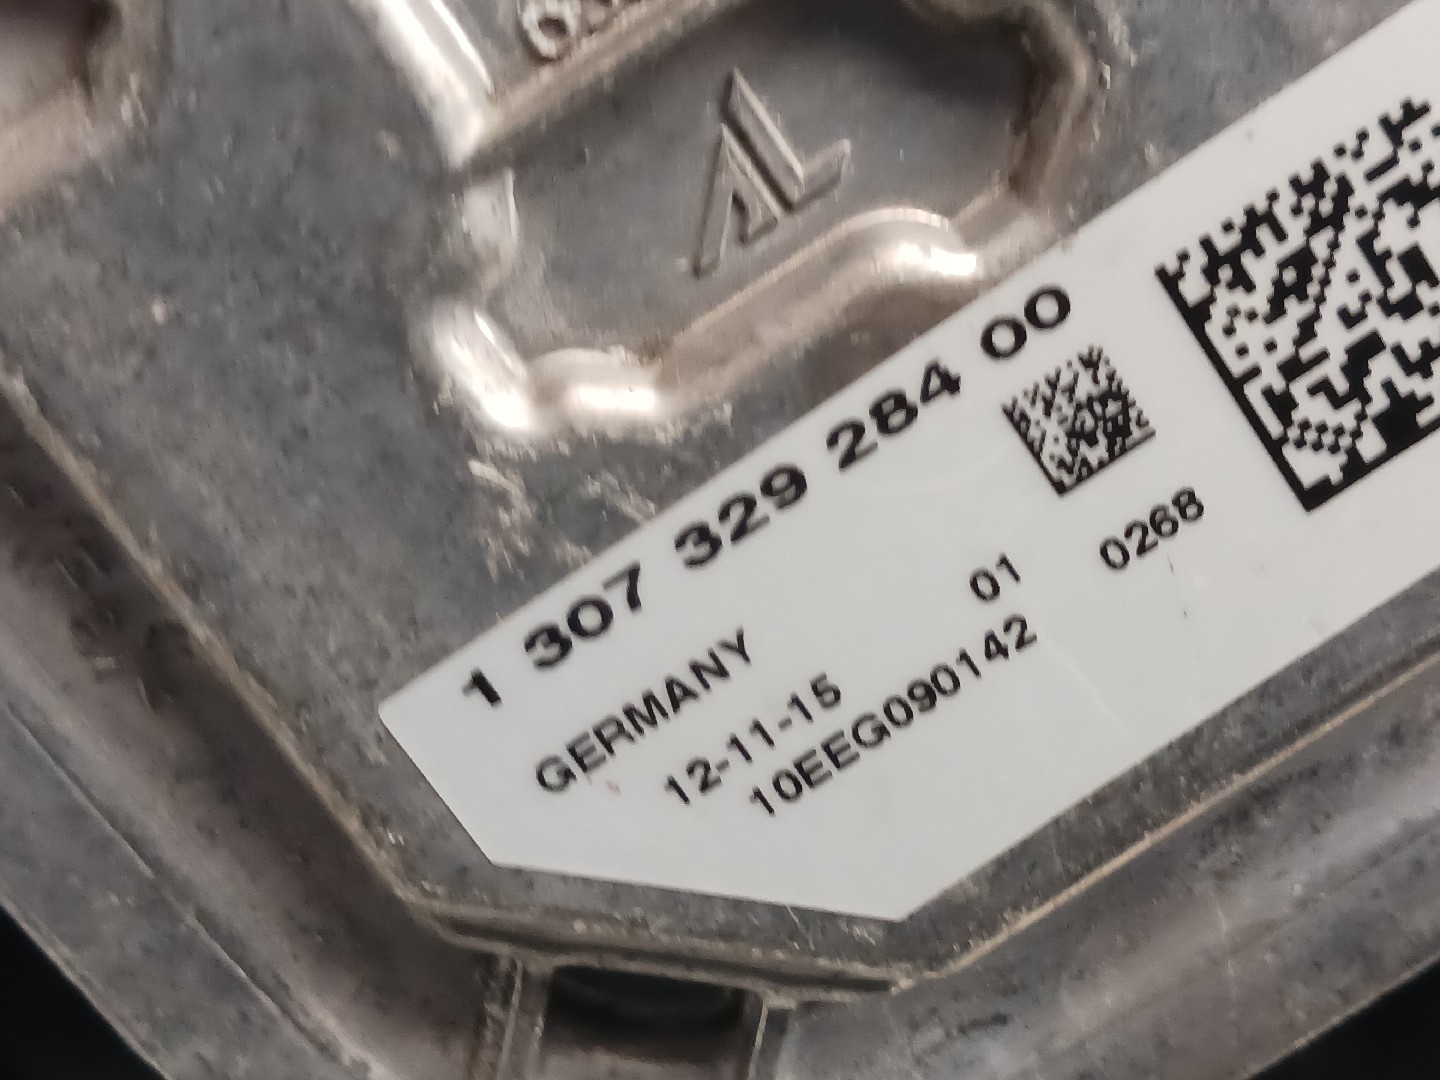 1 307 329 284 00
GERMANY
12-11-15 01 0268
10EEG090142